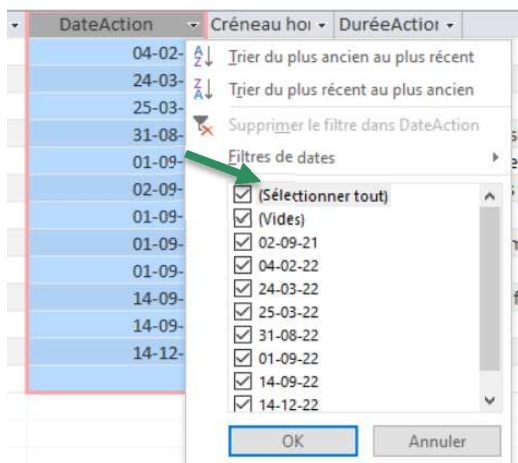 DateAction
Créneau hor
DuréeAction
04-02-
24-03-
25-03-
31-08-
01-09-
02-09-
01-09-
01-09-
01-09-
14-09-
14-09-
14-12-
Trier du plus ancien au plus récent
Trier du plus récent au plus ancien
Supprimer le filtre dans DateAction
Filtres de dates
(Sélectionner tout)
(Vides)
02-09-21
04-02-22
24-03-22
25-03-22
31-08-22
01-09-22
14-09-22
14-12-22
OK
Annuler